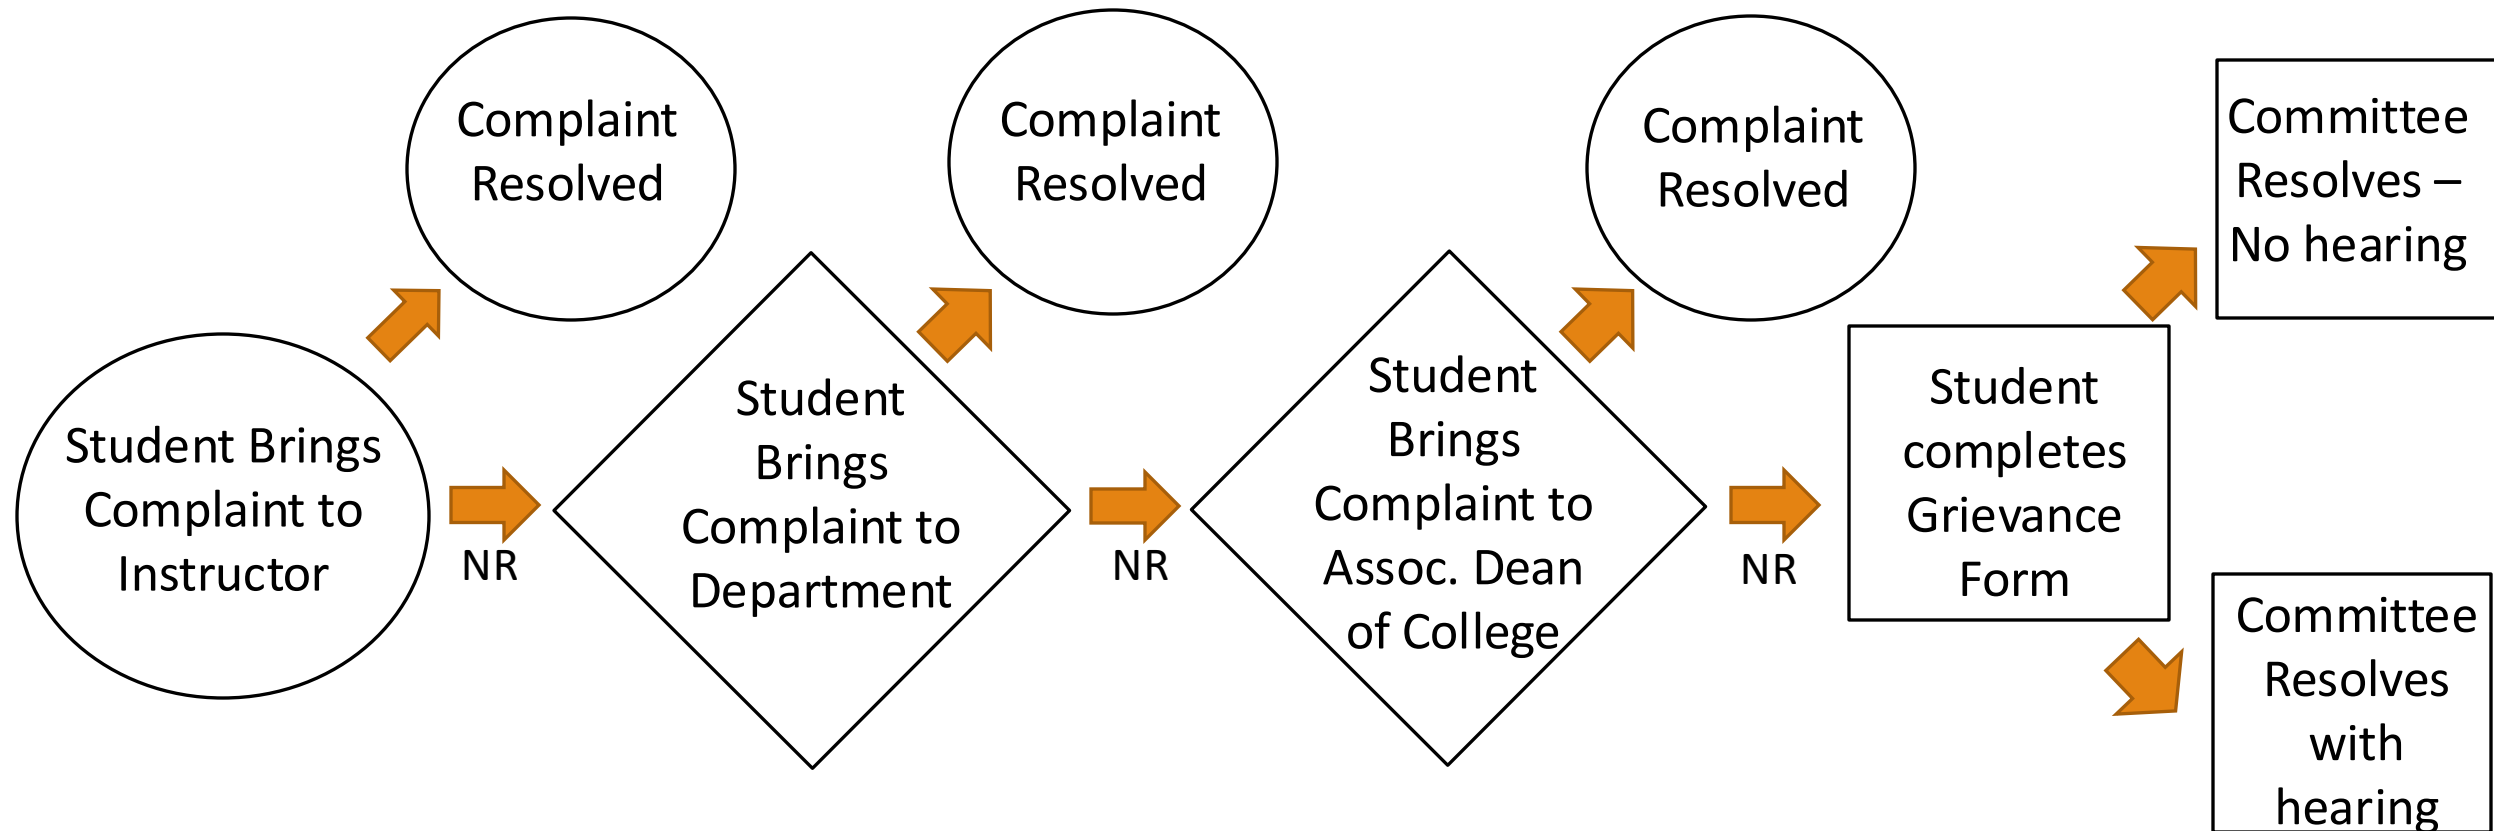 Complaint
Resolved
Complaint
Resolved
Complaint
Resolved
Committee
Resolves –
No hearing
Student Brings
Complaint to
Instructor
NR
Student
Brings
Complaint to
Department
NR
Student
Brings
Complaint to
Assoc. Dean
of College
NR
Student
completes
Grievance
Form
Committee
Resolves
with
hearing